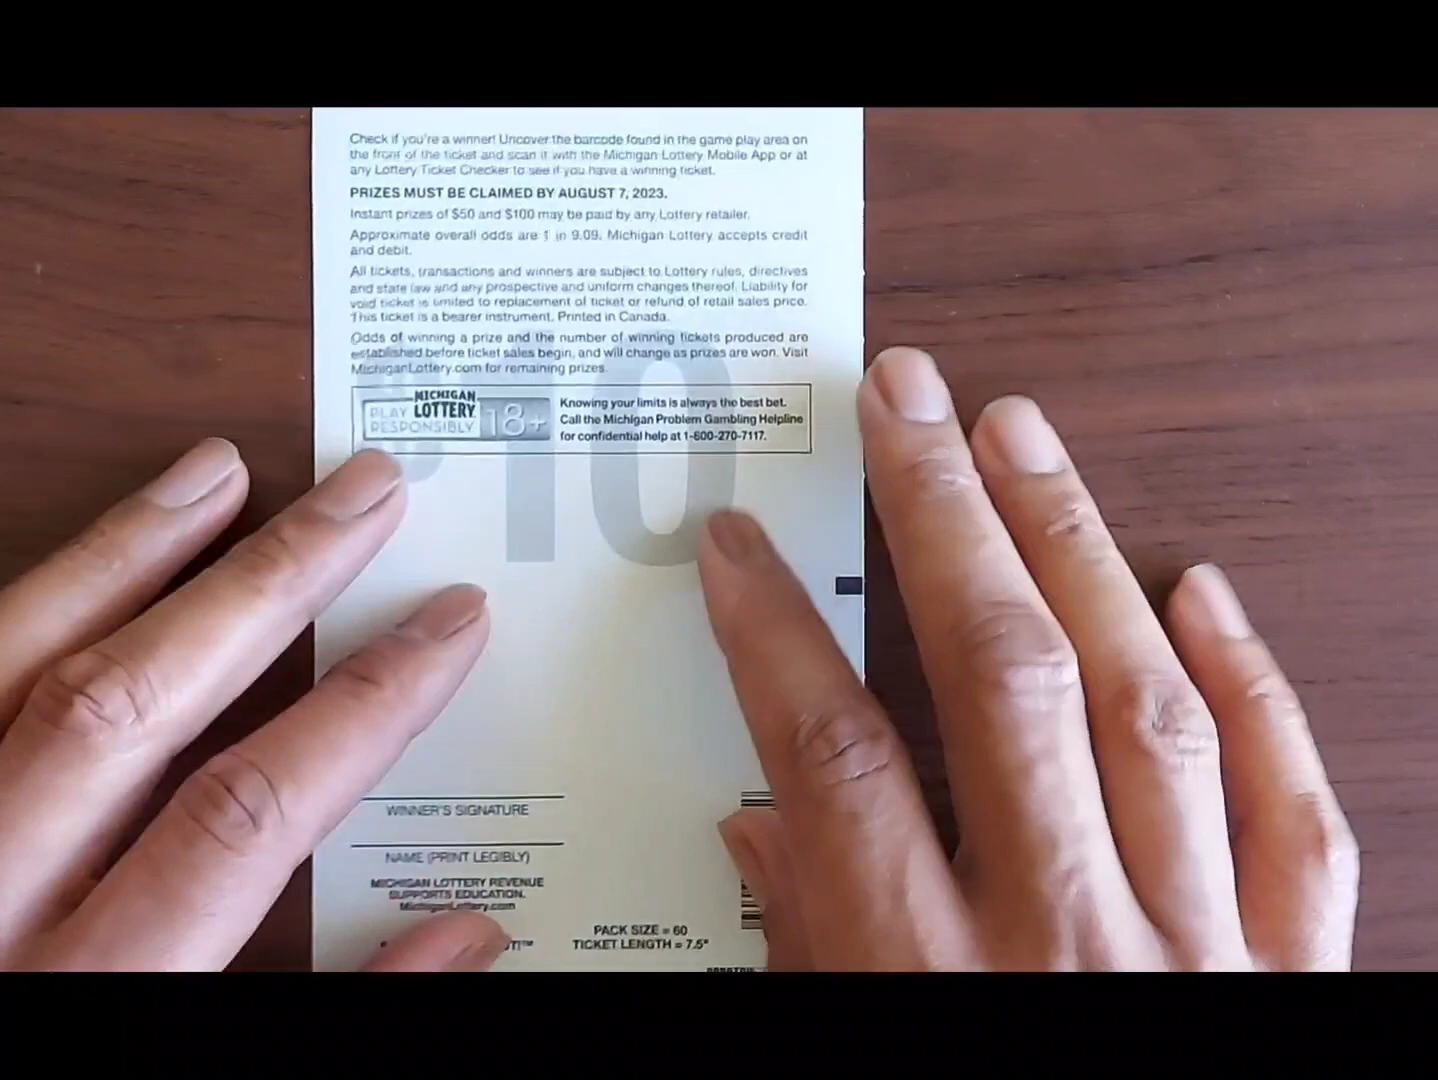 Check if you're a winner! Uncover the barcode found in the game play area on
the front of the ticket and scan it with the Michigan Lottery Mobile App or at
any Lottery Ticket Checker to see if you have a winning ticket.
PRIZES MUST BE CLAIMED BY AUGUST 7, 2023.
Instant prizes of $50 and $100 may be paid by any Lottery retailer.
Approximate overall odds are 1 in 9.09. Michigan Lottery accepts credit
and debit.
All tickets, transactions and winners are subject to Lottery rules, directives
and state law and any prospective and uniform changes thereof. Liability for
void ticket is limited to replacement of ticket or refund of retail sales price.
This ticket is a bearer instrument. Printed in Canada.
Odds of winning a prize and the number of winning tickets produced are
established before ticket sales begin, and will change as prizes are won. Visit
MichiganLottery.com for remaining prizes.
MICHIGAN
LOTTERY
PLAY
RESPONSIBLY
18+
Knowing your limits is always the best bet.
Call the Michigan Problem Gambling Helpline
for confidential help at 1-800-270-7117.
10
WINNER'S SIGNATURE
NAME (PRINT LEGIBLY)
MICHIGAN LOTTERY REVENUE
SUPPORTS EDUCATION.
MichiganLottery.com
PACK SIZE = 60
TICKET LENGTH = 7.5"